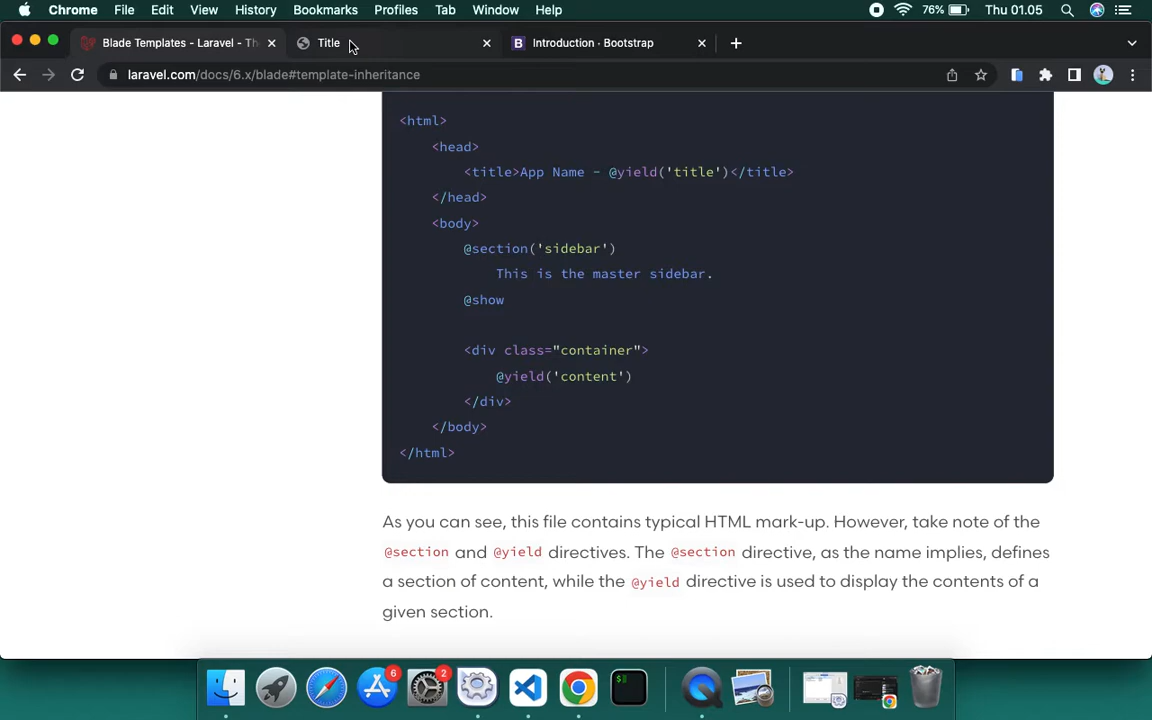 Chrome File Edit View History Bookmarks Profiles Tab Window Help 76% Thu 01.05
Blade Templates - Laravel - Th Title B Introduction · Bootstrap
laravel.com/docs/6.x/blade#template-inheritance
<html>
<head>
<title>App Name - @yield('title')</title>
</head>
<body>
@section('sidebar')
This is the master sidebar.
@show
<div class="container">
@yield('content')
</div>
</body>
</html>
As you can see, this file contains typical HTML mark-up. However, take note of the
@section and @yield directives. The @section directive, as the name implies, defines
a section of content, while the @yield directive is used to display the contents of a
given section.
6 2 $